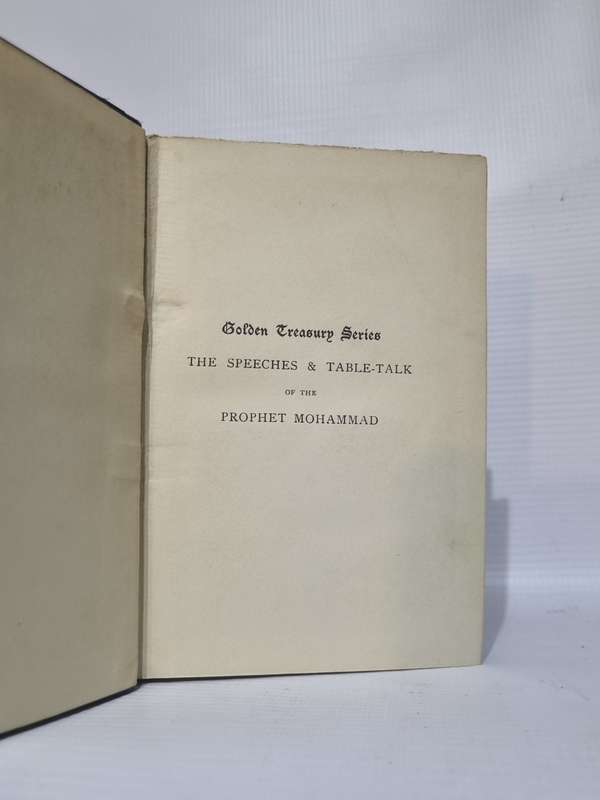 Golden Treasury Series
THE SPEECHES & TABLE-TALK
OF THE
PROPHET MOHAMMAD